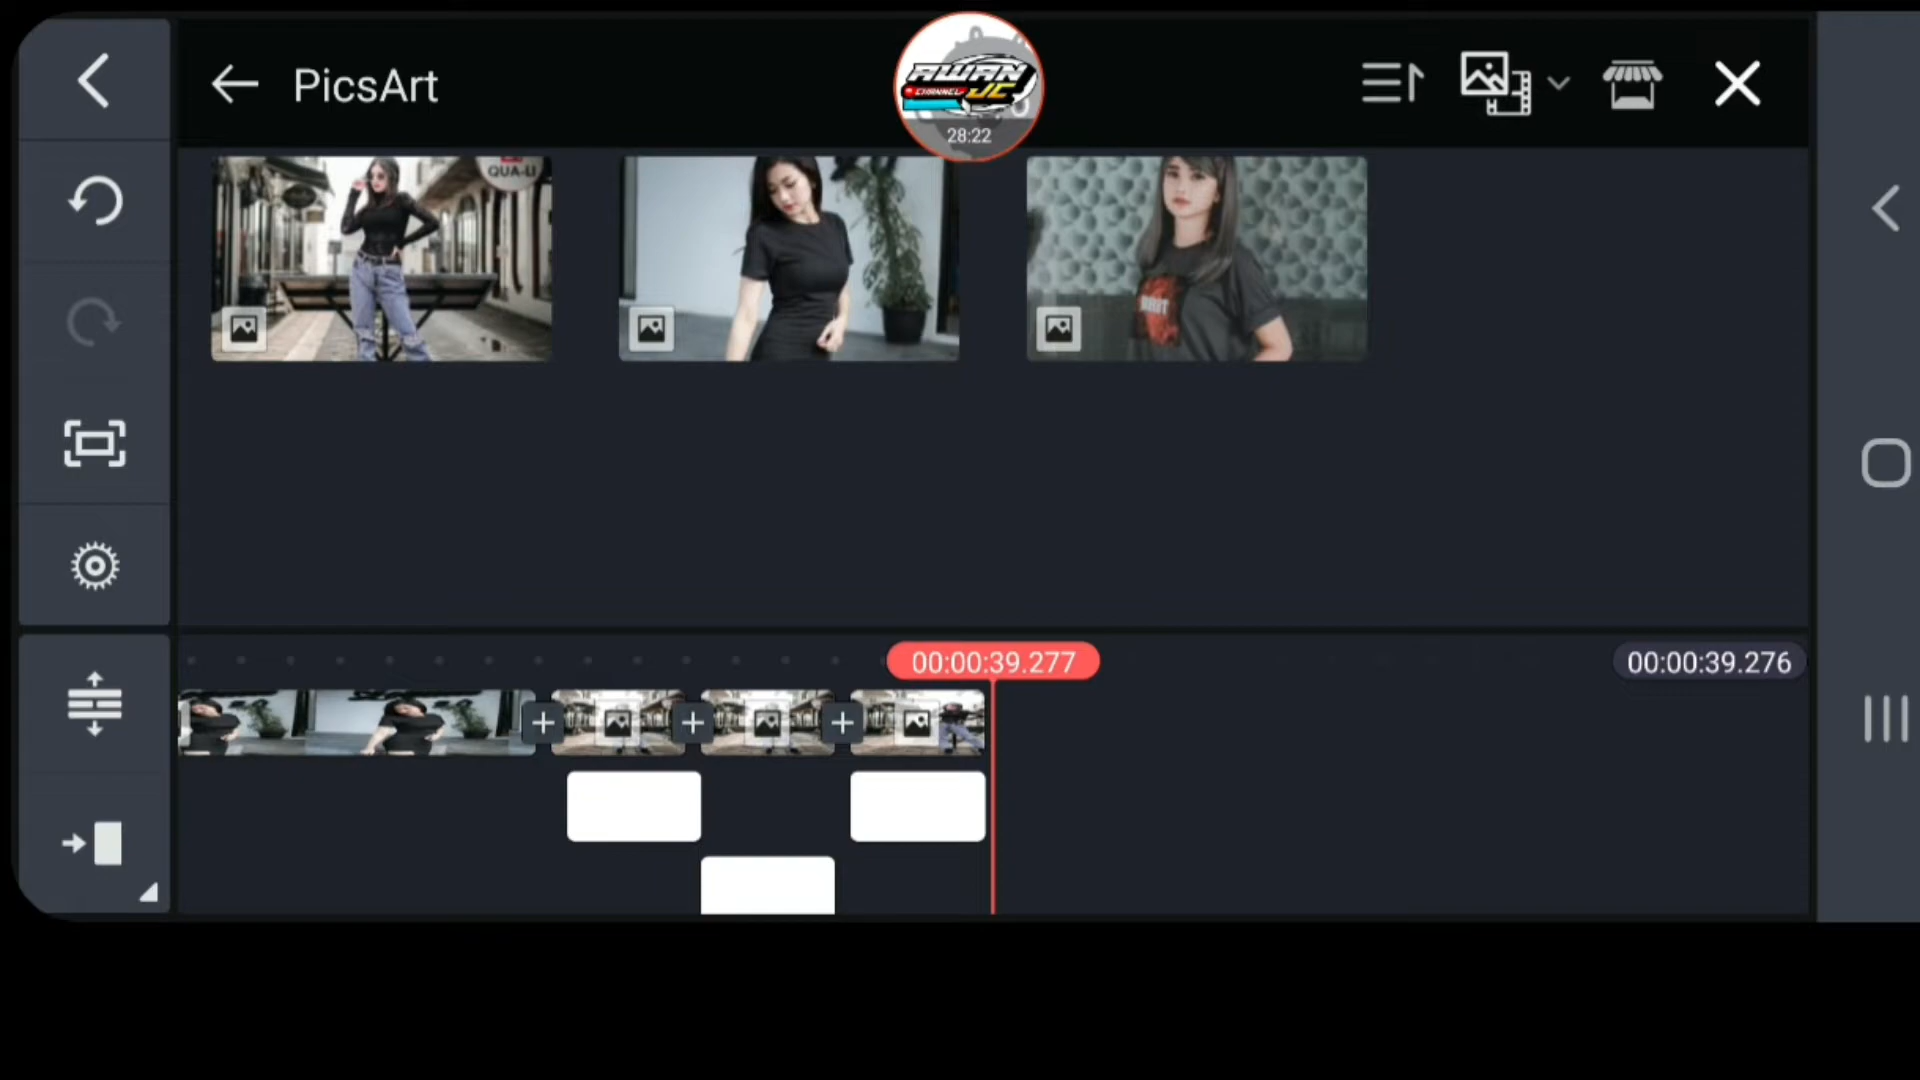 PicsArt
AWAN
CHANNEL JC
28:22
QUA-LI
00:00:39.277
00:00:39.276